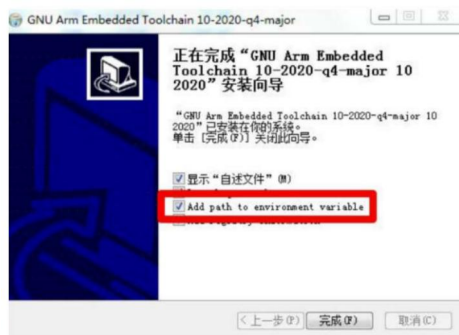 GNU Arm Embedded Toolchain 10-2020-q4-major
正在完成“GNU Arm Embedded
Toolchain 10-2020-q4-major 10
2020”安装向导
“GNU Arm Embedded Toolchain 10-2020-q4-major 10
2020”已安装在你的系统。
单击 [完成(F)] 关闭此向导。
显示“自述文件”(M)
Add path to environment variable
<上一步(P)
完成(F)
取消(C)